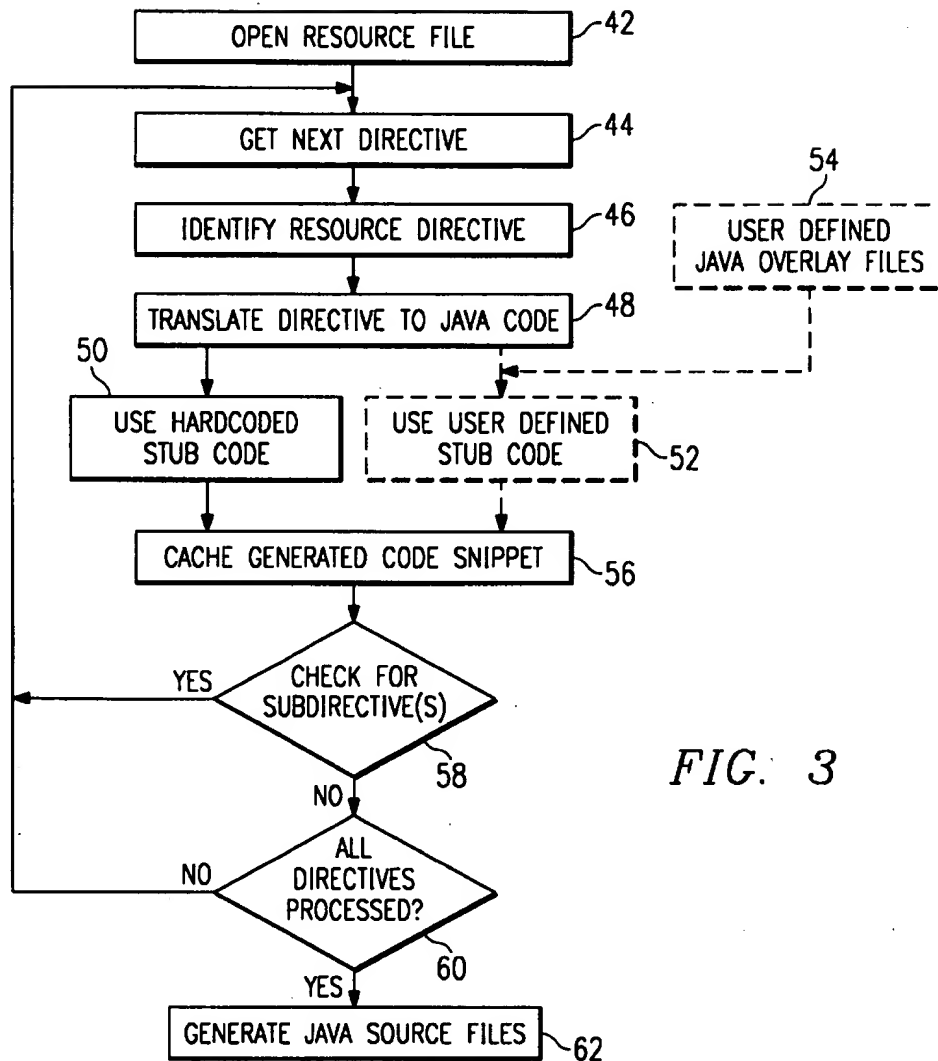 OPEN RESOURCE FILE
42
GET NEXT DIRECTIVE
44
IDENTIFY RESOURCE DIRECTIVE
46
54
USER DEFINED
JAVA OVERLAY FILES
TRANSLATE DIRECTIVE TO JAVA CODE
48
50
USE HARDCODED
STUB CODE
USE USER DEFINED
STUB CODE
52
CACHE GENERATED CODE SNIPPET
56
YES
CHECK FOR
SUBDIRECTIVE(S)
58
NO
FIG. 3
NO
ALL
DIRECTIVES
PROCESSED?
60
YES
GENERATE JAVA SOURCE FILES
62